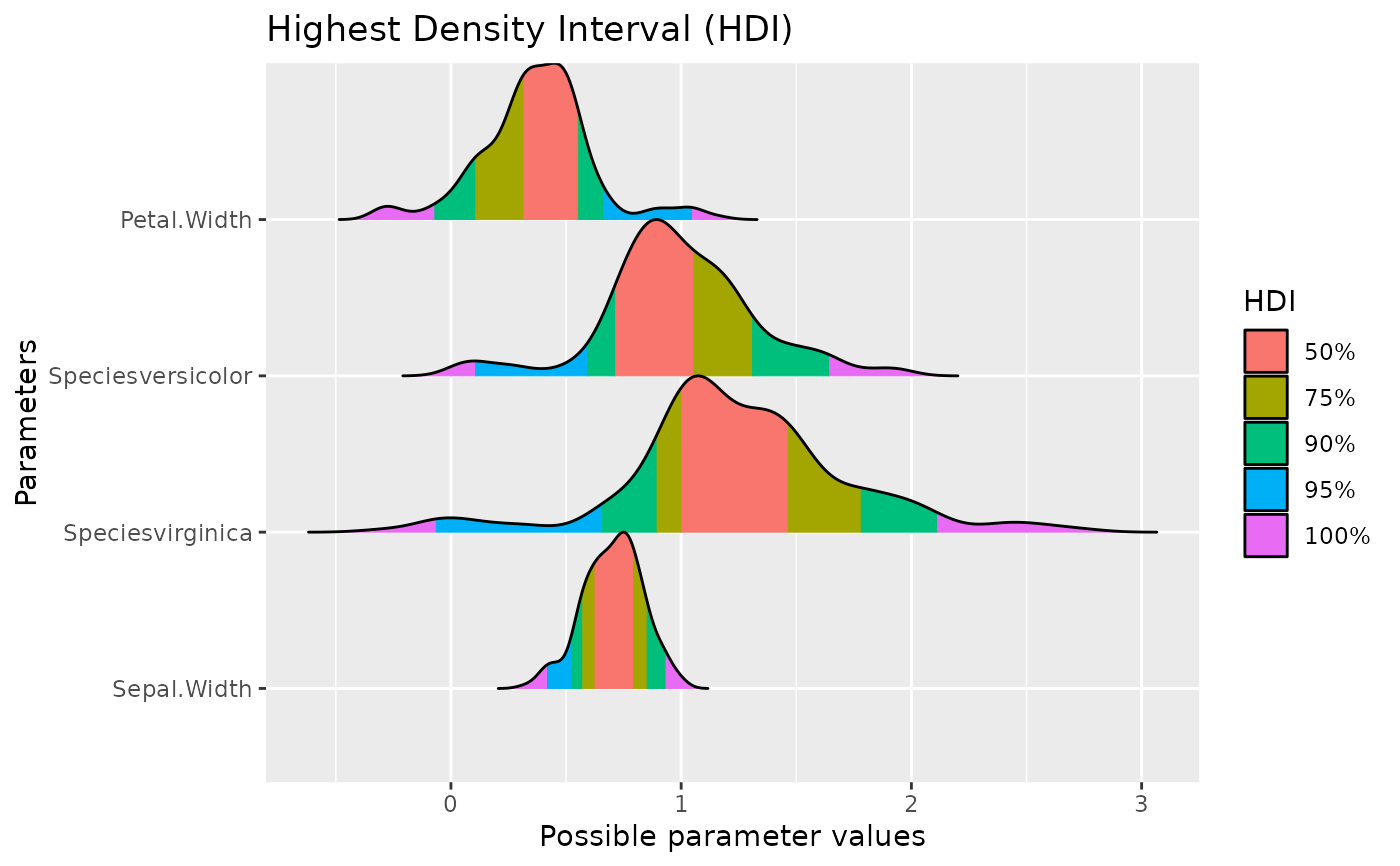 Highest Density Interval (HDI)
Parameters
Petal.Width
Speciesversicolor
Speciesvirginica
Sepal.Width
0 1 2 3
Possible parameter values
HDI
50%
75%
90%
95%
100%